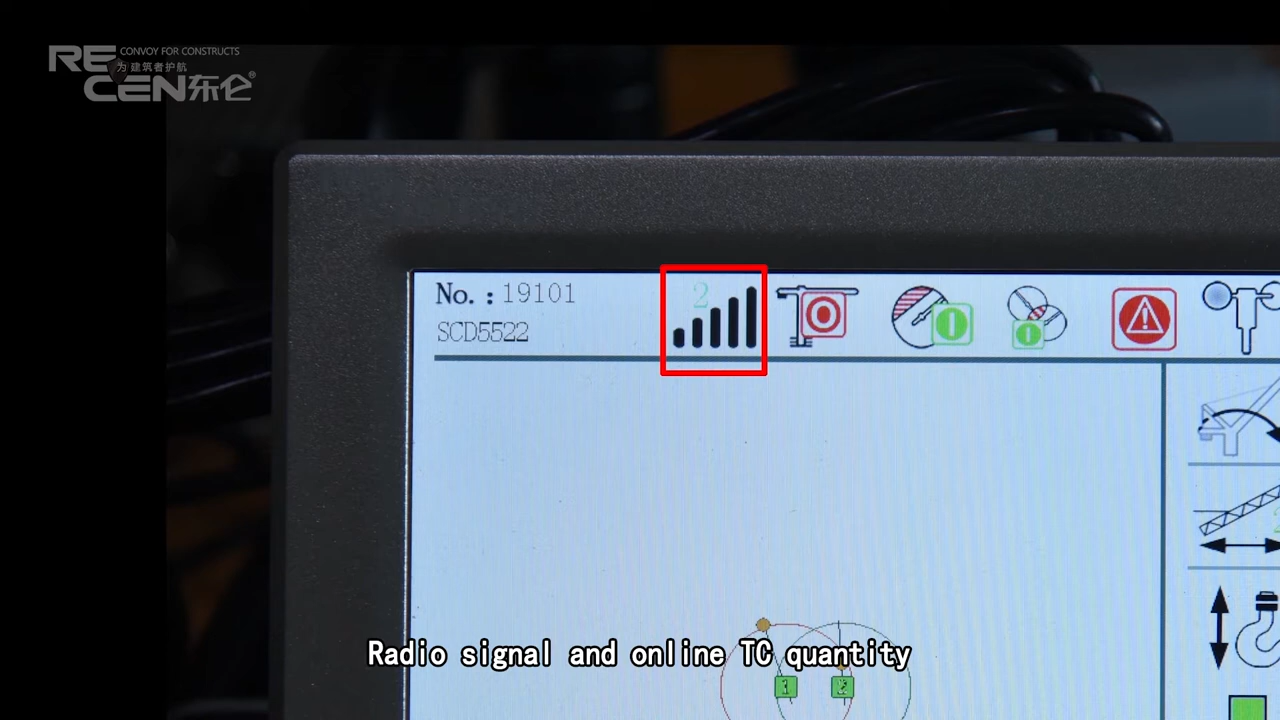 RE CONVOY FOR CONSTRUCTS
为建筑者护航
CEN东仑®
No.:19101
SCD5522
2
1
2
Radio signal and online TC quantity